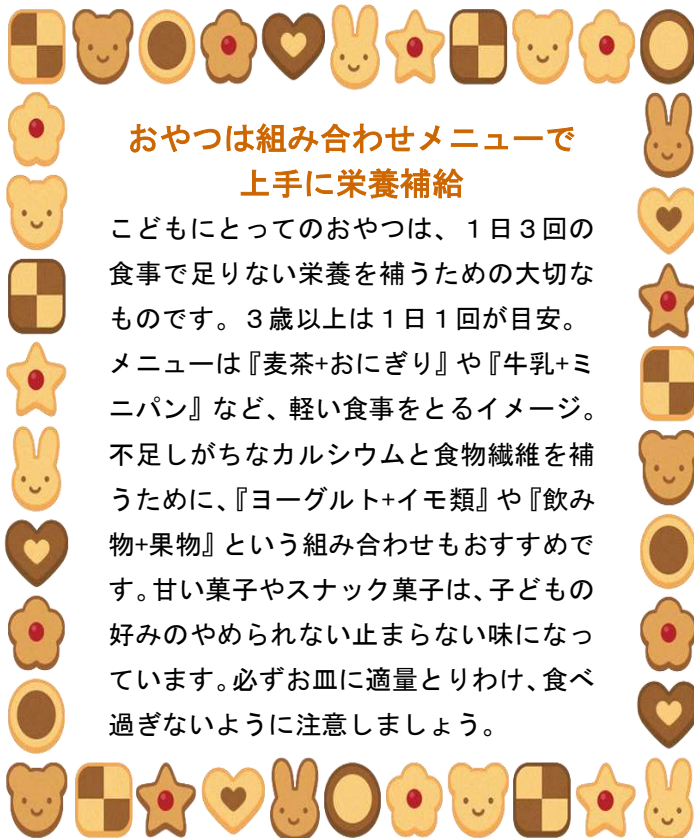 おやつは組み合わせメニューで
上手に栄養補給
こどもにとってのおやつは、１日３回の
食事で足りない栄養を補うための大切な
ものです。３歳以上は１日１回が目安。
メニューは『麦茶+おにぎり』や『牛乳+ミ
ニパン』など、軽い食事をとるイメージ。
不足しがちなカルシウムと食物繊維を補
うために、『ヨーグルト+イモ類』や『飲み
物+果物』という組み合わせもおすすめで
す。甘い菓子やスナック菓子は、子どもの
好みのやめられない止まらない味になっ
ています。必ずお皿に適量とりわけ、食べ
過ぎないように注意しましょう。